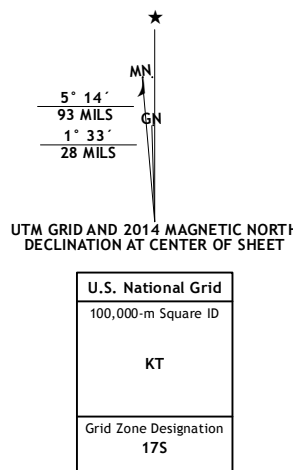 MN.
5° 14´
93 MILS
GN
1° 33´
28 MILS
UTM GRID AND 2014 MAGNETIC NORTH
DECLINATION AT CENTER OF SHEET
U.S. National Grid
100,000-m Square ID
KT
Grid Zone Designation
17S